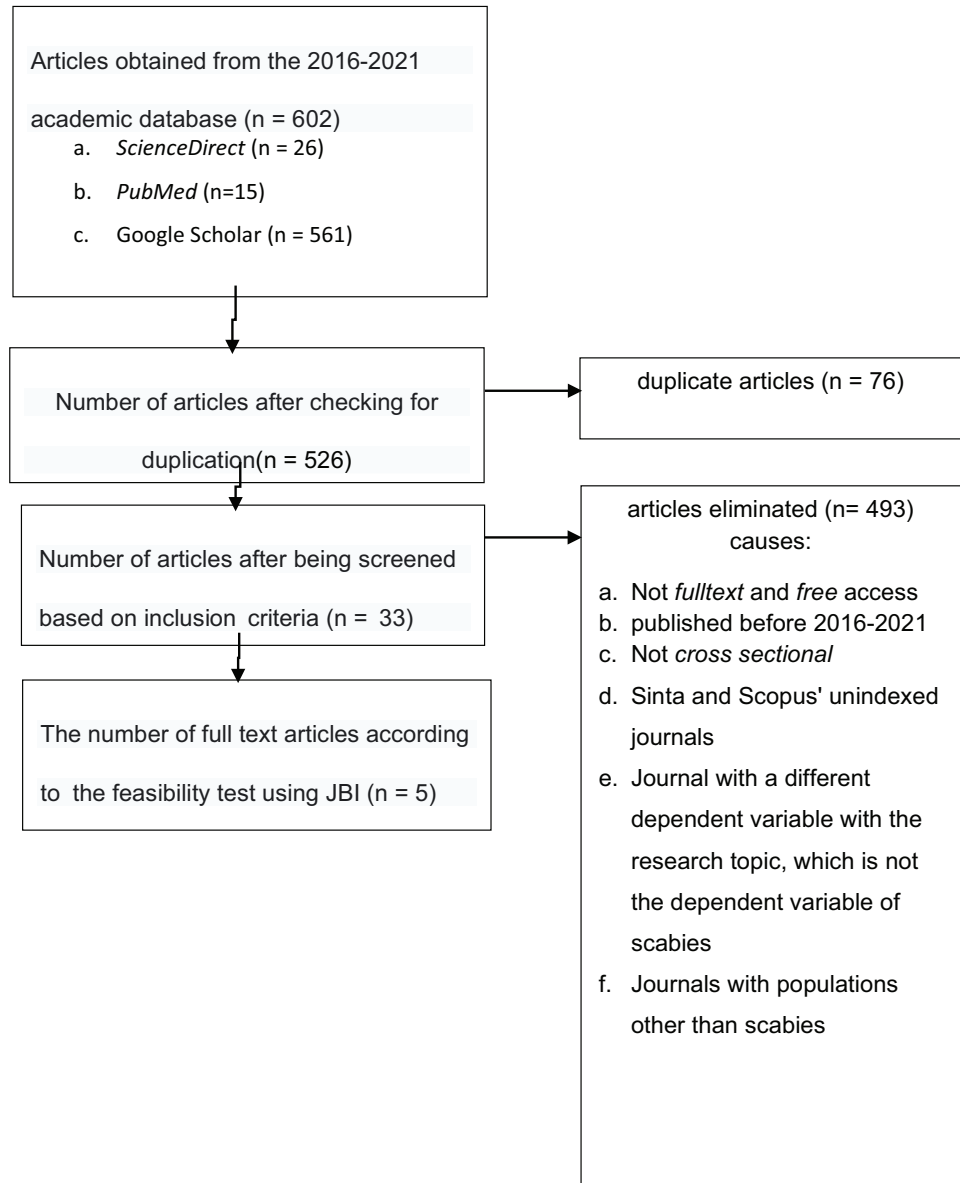 Articles obtained from the 2016-2021
academic database (n = 602)
a. ScienceDirect (n = 26)
b. PubMed (n=15)
c. Google Scholar (n = 561)
Number of articles after checking for
duplication(n = 526)
duplicate articles (n = 76)
Number of articles after being screened
based on inclusion criteria (n = 33)
articles eliminated (n= 493)
causes:
a. Not fulltext and free access
b. published before 2016-2021
c. Not cross sectional
d. Sinta and Scopus' unindexed
journals
e. Journal with a different
dependent variable with the
research topic, which is not
the dependent variable of
scabies
f. Journals with populations
other than scabies
The number of full text articles according
to the feasibility test using JBI (n = 5)